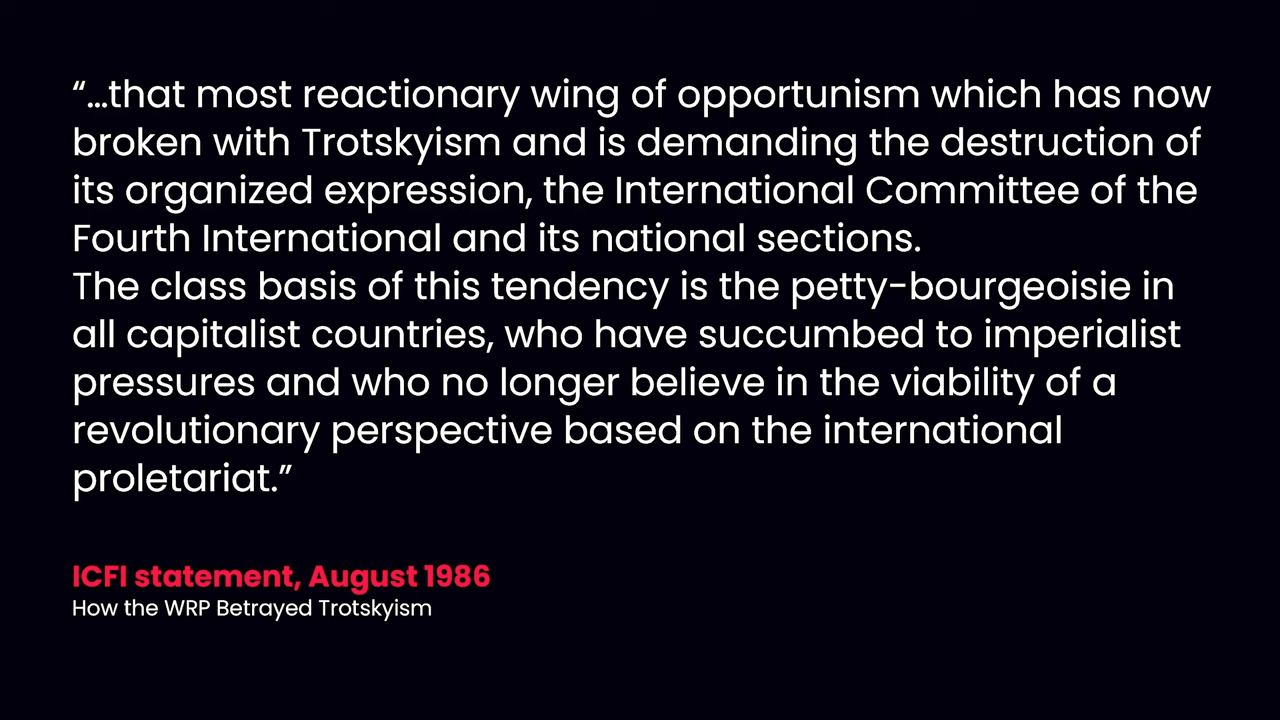 “…that most reactionary wing of opportunism which has now
broken with Trotskyism and is demanding the destruction of
its organized expression, the International Committee of the
Fourth International and its national sections.
The class basis of this tendency is the petty-bourgeoisie in
all capitalist countries, who have succumbed to imperialist
pressures and who no longer believe in the viability of a
revolutionary perspective based on the international
proletariat.”
ICFI statement, August 1986
How the WRP Betrayed Trotskyism